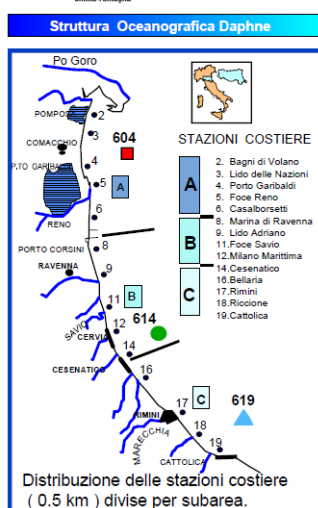 Struttura Oceanografica Daphne
Po Goro
POMPOSA
2
3
COMACCHIO
604
STAZIONI COSTIERE
4
P.TO GARIBALDI
5
A
6
RENO
PORTO CORSINI
8
RAVENNA
9
11
B
614
SAVIO
12
CERVIA
14
CESENATICO
16
17
C
619
RIMINI
MARECCHIA
18
CATTOLICA
19
A
B
C
2. Bagni di Volano
3. Lido delle Nazioni
4. Porto Garibaldi
5. Foce Reno
6. Casalborsetti
8. Marina di Ravenna
9. Lido Adriano
11.Foce Savio
12.Milano Marittima
14.Cesenatico
16.Bellaria
17.Rimini
18.Riccione
19.Cattolica
Distribuzione delle stazioni costiere
( 0.5 km ) divise per subarea.